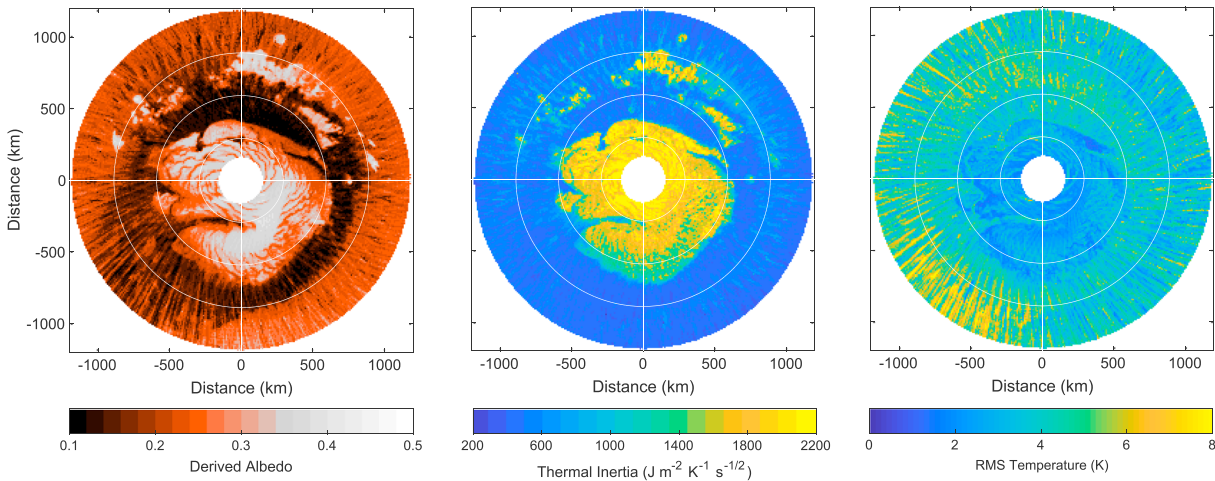 1000
500
0
-500
-1000
Distance (km)
-1000 -500 0 500 1000
-1000 -500 0 500 1000
-1000 -500 0 500 1000
Distance (km)
Distance (km)
Distance (km)
0.1 0.2 0.3 0.4 0.5
200 600 1000 1400 1800 2200
0 2 4 6 8
Derived Albedo
Thermal Inertia (J m⁻² K⁻¹ s⁻¹/²)
RMS Temperature (K)